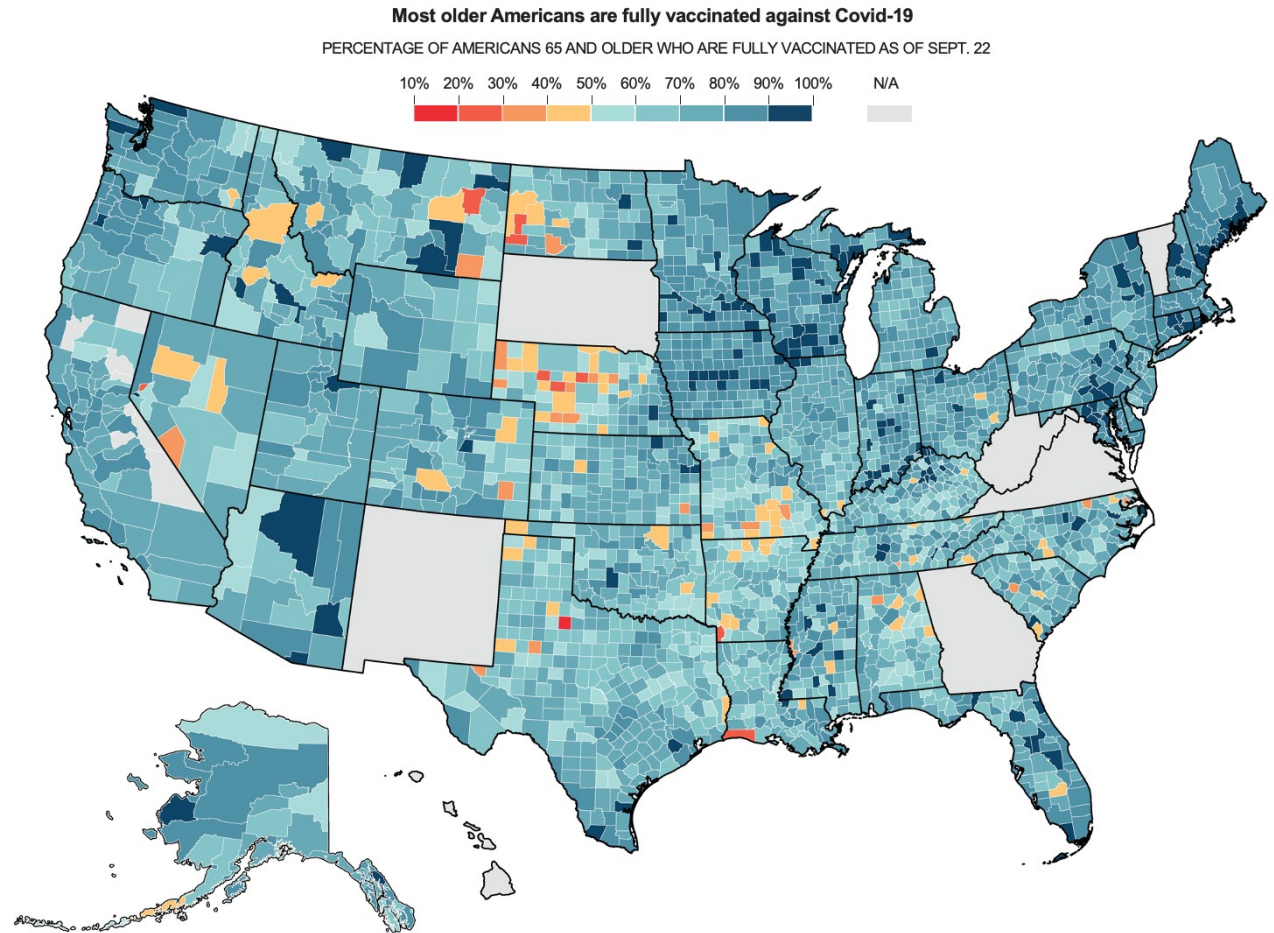 Most older Americans are fully vaccinated against Covid-19
PERCENTAGE OF AMERICANS 65 AND OLDER WHO ARE FULLY VACCINATED AS OF SEPT. 22
10% 20% 30% 40% 50% 60% 70% 80% 90% 100% N/A